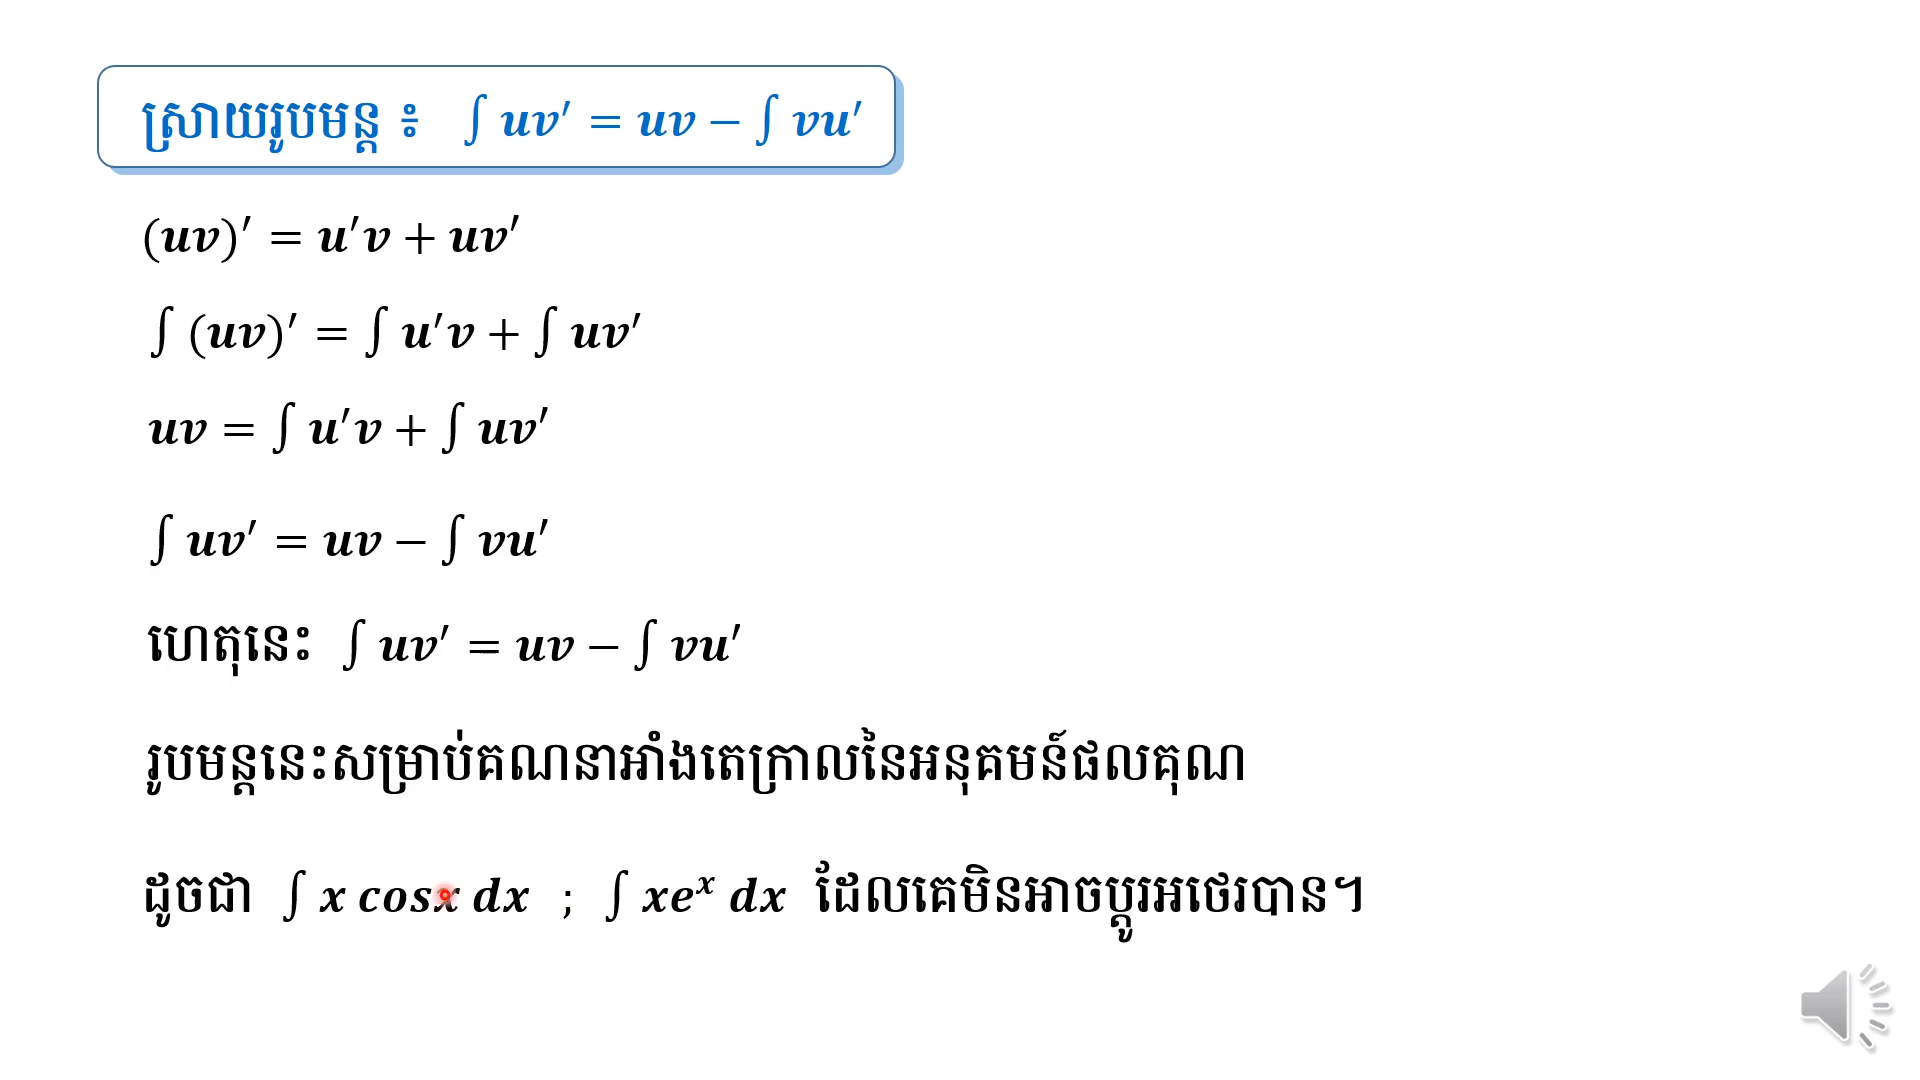 ស្រាយរូបមន្ត ៖ ∫ uv′ = uv − ∫ vu′
(uv)′ = u′v + uv′
∫ (uv)′ = ∫ u′v + ∫ uv′
uv = ∫ u′v + ∫ uv′
∫ uv′ = uv − ∫ vu′
ហេតុនេះ ∫ uv′ = uv − ∫ vu′
រូបមន្តនេះសម្រាប់គណនាអាំងតេក្រាលនៃអនុគមន៍ផលគុណ
ដូចជា ∫ x cosx dx ; ∫ xeˣ dx ដែលគេមិនអាចប្តូរអថេរបាន។